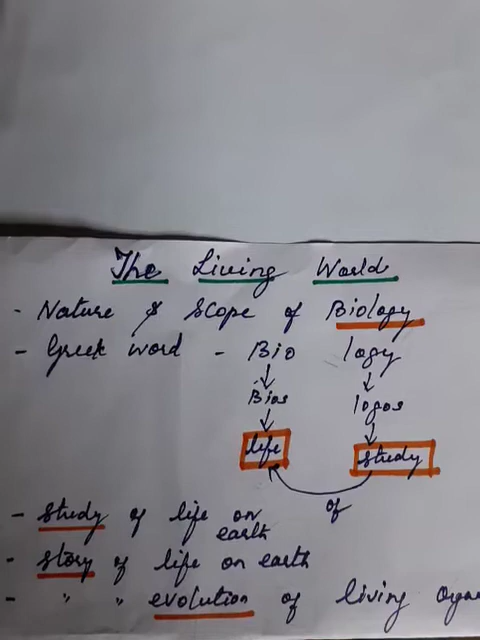 The Living World
- Nature & Scope of Biology
- Greek word - Bio logy
Bios logos
life study
of
- Study of life on
earth
- Story of life on earth
- " " evolution of living